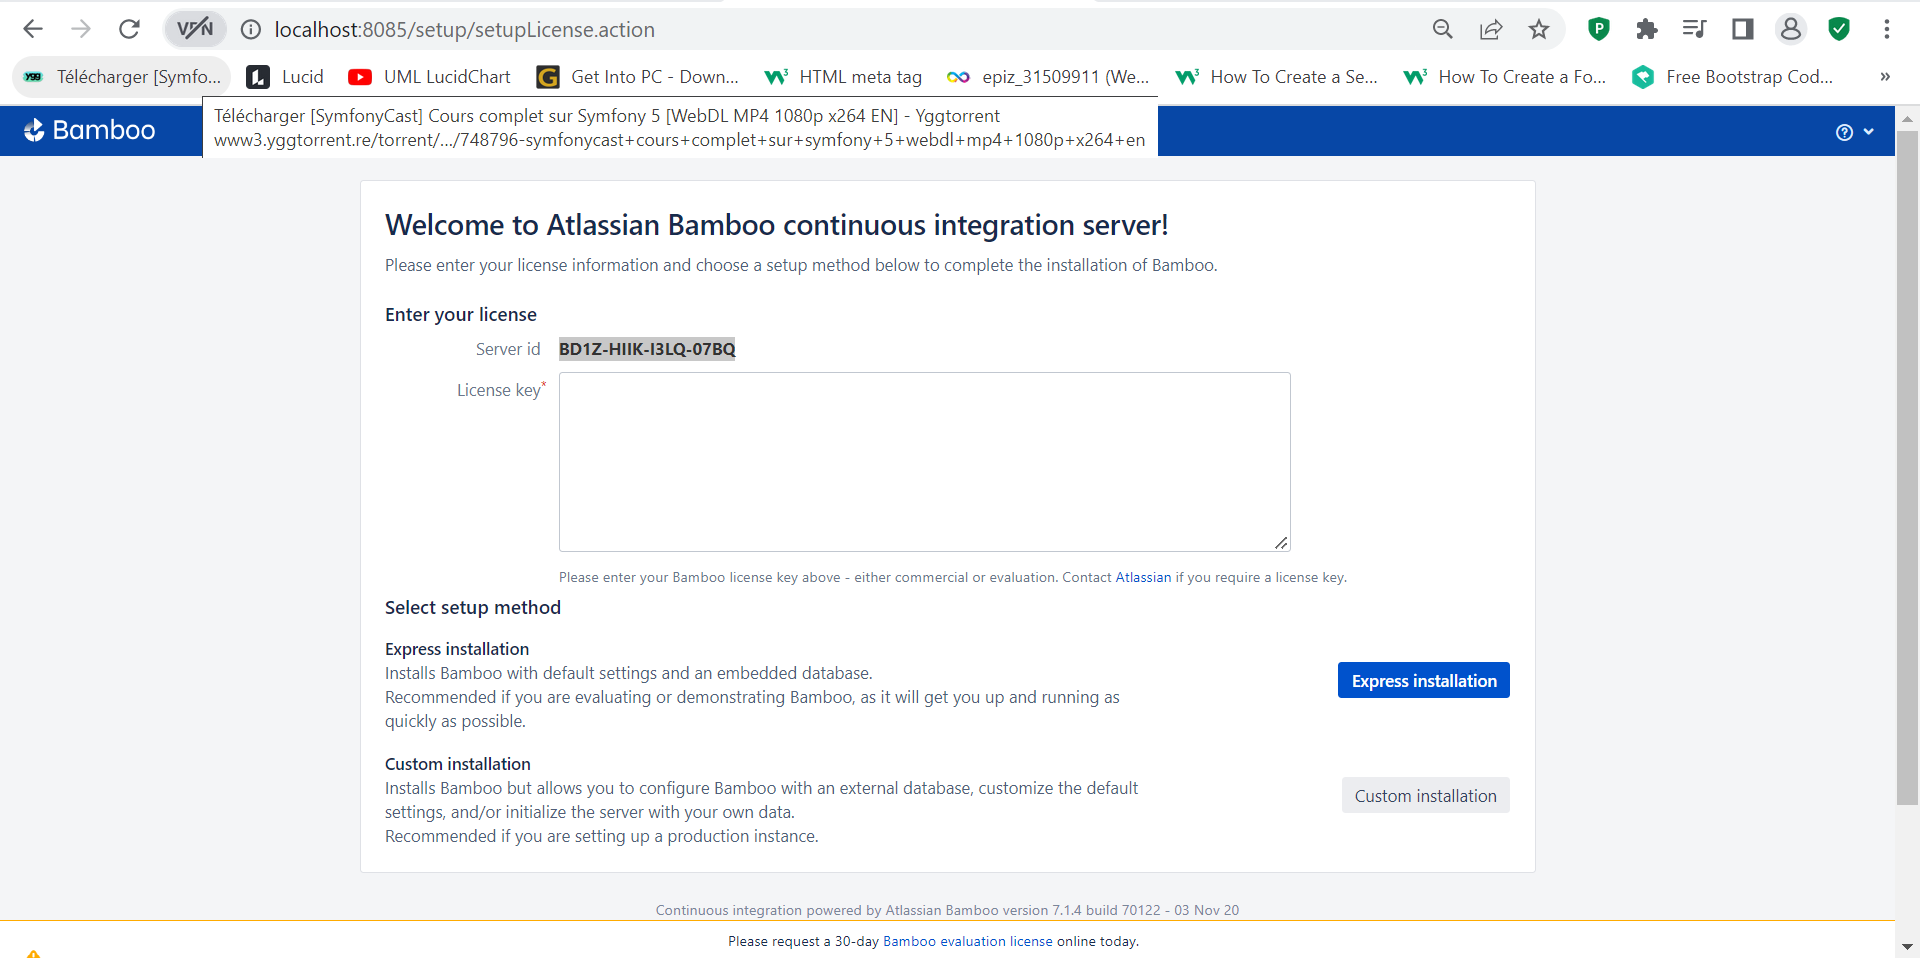 VPN
localhost:8085/setup/setupLicense.action
ygg Télécharger [Symfo... Lucid UML LucidChart Get Into PC - Down... HTML meta tag epiz_31509911 (We... How To Create a Se... How To Create a Fo... Free Bootstrap Cod... »
Télécharger [SymfonyCast] Cours complet sur Symfony 5 [WebDL MP4 1080p x264 EN] - Yggtorrent
www3.yggtorrent.re/torrent/.../748796-symfonycast+cours+complet+sur+symfony+5+webdl+mp4+1080p+x264+en
Bamboo
Welcome to Atlassian Bamboo continuous integration server!
Please enter your license information and choose a setup method below to complete the installation of Bamboo.
Enter your license
Server id BD1Z-HIIK-I3LQ-07BQ
License key*
Please enter your Bamboo license key above - either commercial or evaluation. Contact Atlassian if you require a license key.
Select setup method
Express installation
Installs Bamboo with default settings and an embedded database.
Recommended if you are evaluating or demonstrating Bamboo, as it will get you up and running as
quickly as possible.
Express installation
Custom installation
Installs Bamboo but allows you to configure Bamboo with an external database, customize the default
settings, and/or initialize the server with your own data.
Recommended if you are setting up a production instance.
Custom installation
Continuous integration powered by Atlassian Bamboo version 7.1.4 build 70122 - 03 Nov 20
Please request a 30-day Bamboo evaluation license online today.